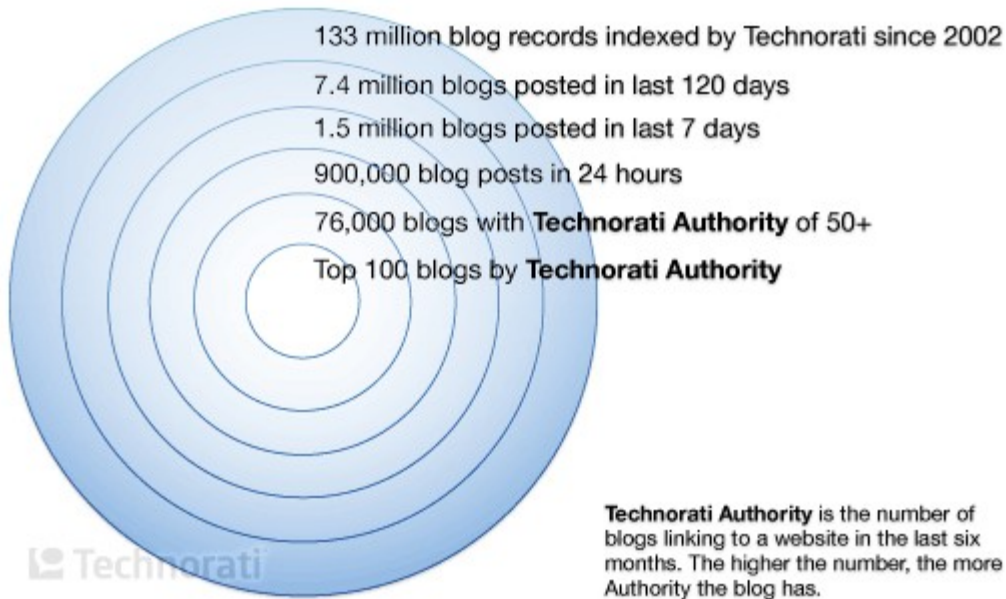 133 million blog records indexed by Technorati since 2002
7.4 million blogs posted in last 120 days
1.5 million blogs posted in last 7 days
900,000 blog posts in 24 hours
76,000 blogs with Technorati Authority of 50+
Top 100 blogs by Technorati Authority
Technorati Authority is the number of
blogs linking to a website in the last six
months. The higher the number, the more
Authority the blog has.
Technorati